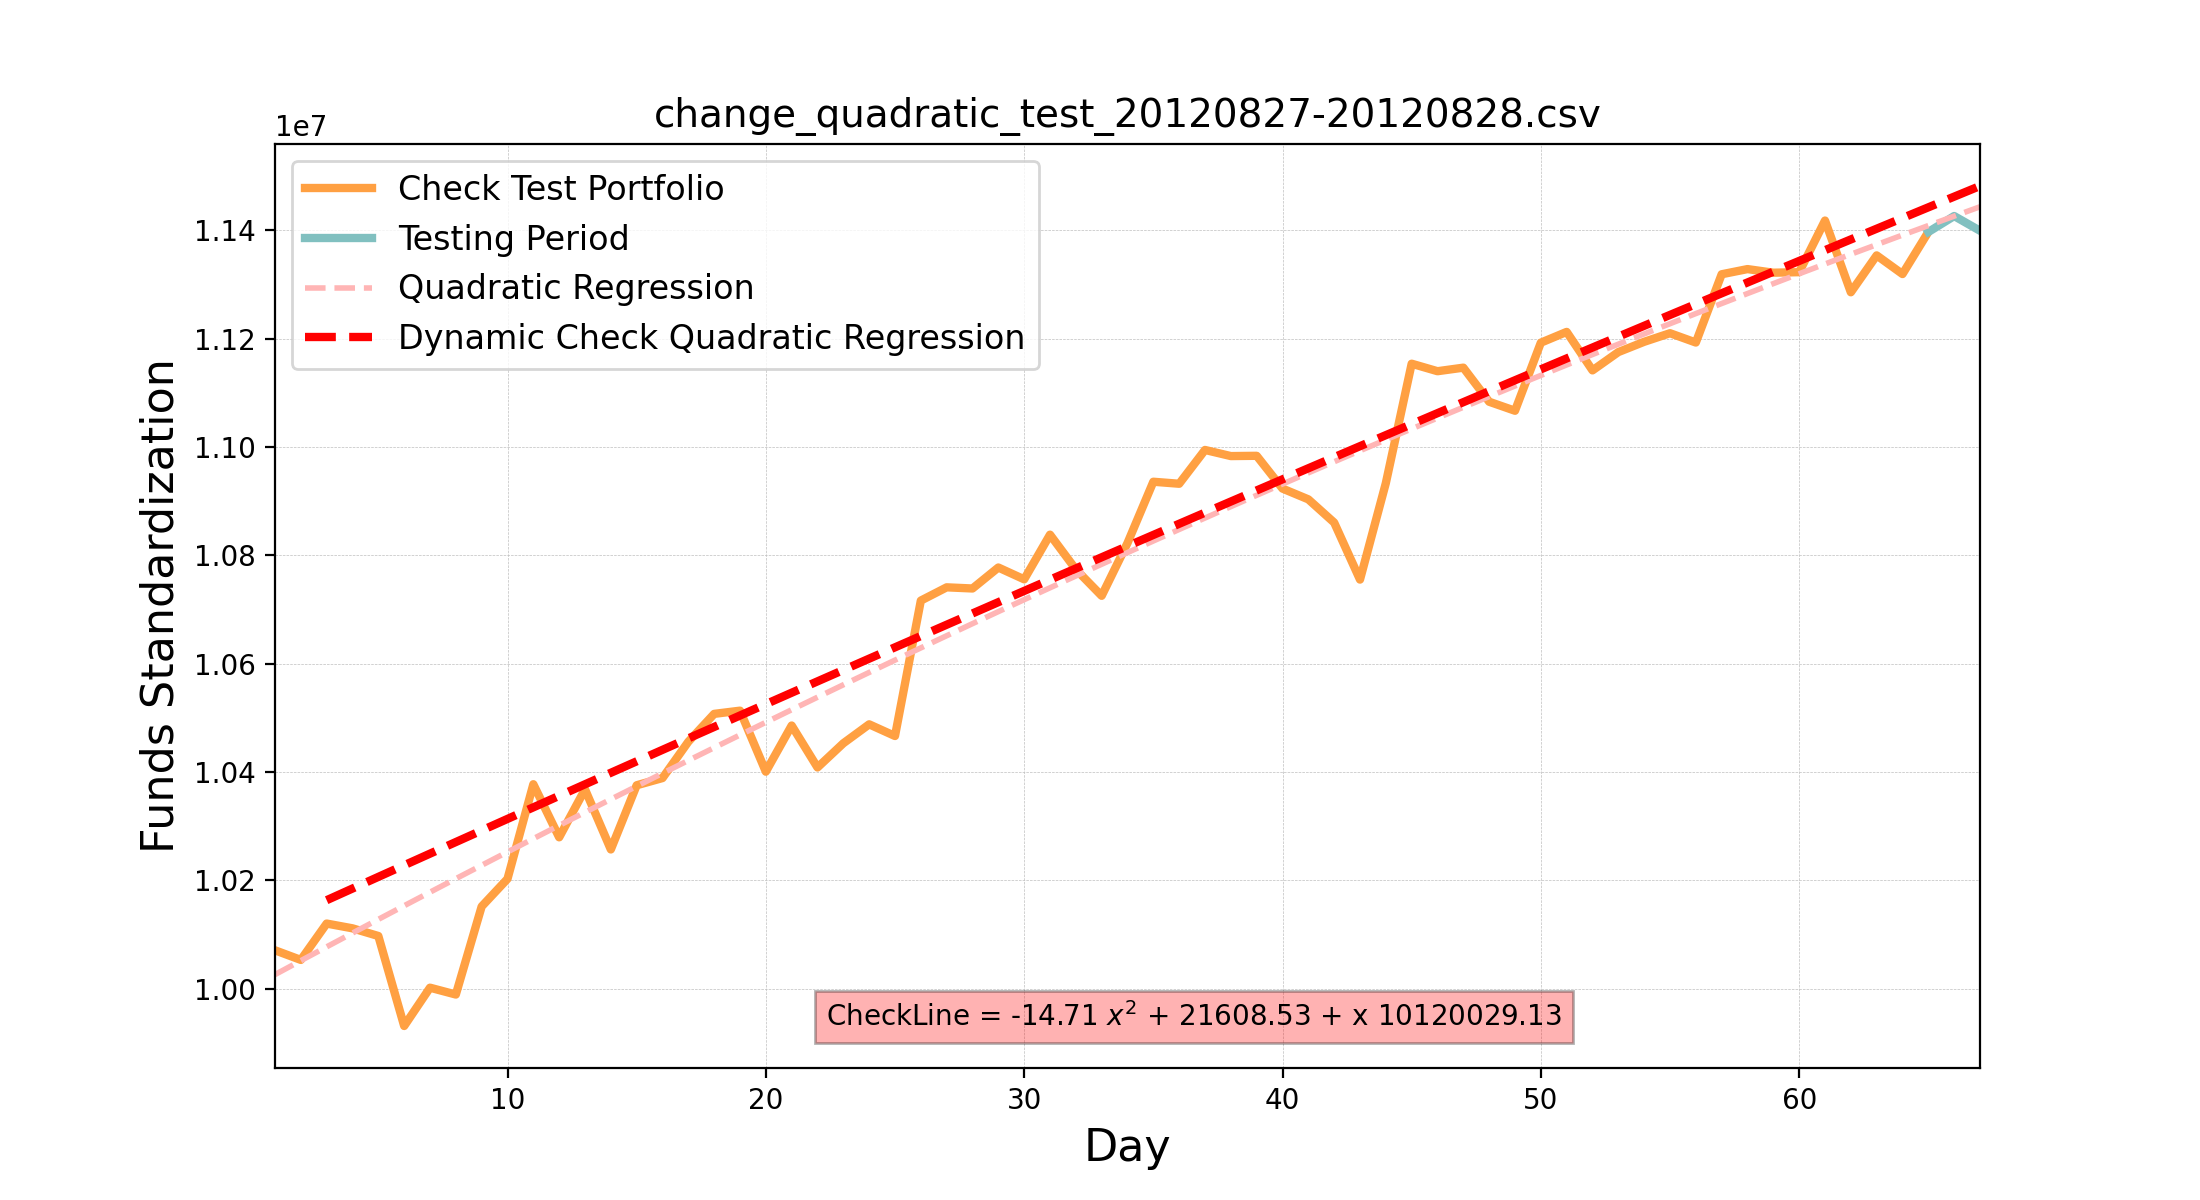 change_quadratic_test_20120827-20120828.csv
1e7
Check Test Portfolio
Testing Period
Quadratic Regression
Dynamic Check Quadratic Regression
1.14
1.12
1.10
1.08
1.06
1.04
1.02
1.00
Funds Standardization
CheckLine = -14.71 x² + 21608.53 + x 10120029.13
10 20 30 40 50 60
Day